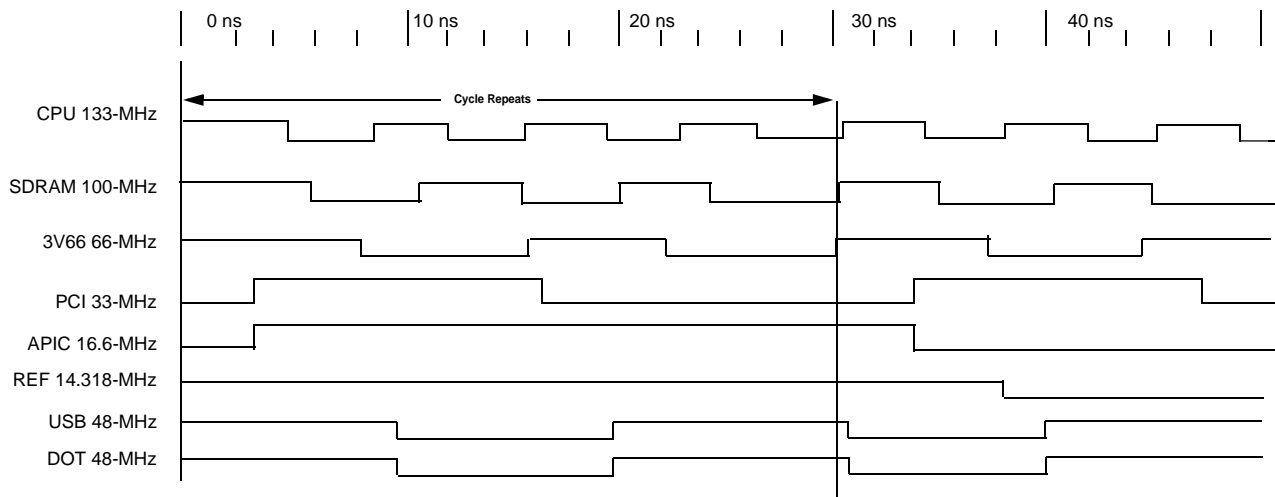 0 ns 10 ns 20 ns 30 ns 40 ns
Cycle Repeats
CPU 133-MHz
SDRAM 100-MHz
3V66 66-MHz
PCI 33-MHz
APIC 16.6-MHz
REF 14.318-MHz
USB 48-MHz
DOT 48-MHz